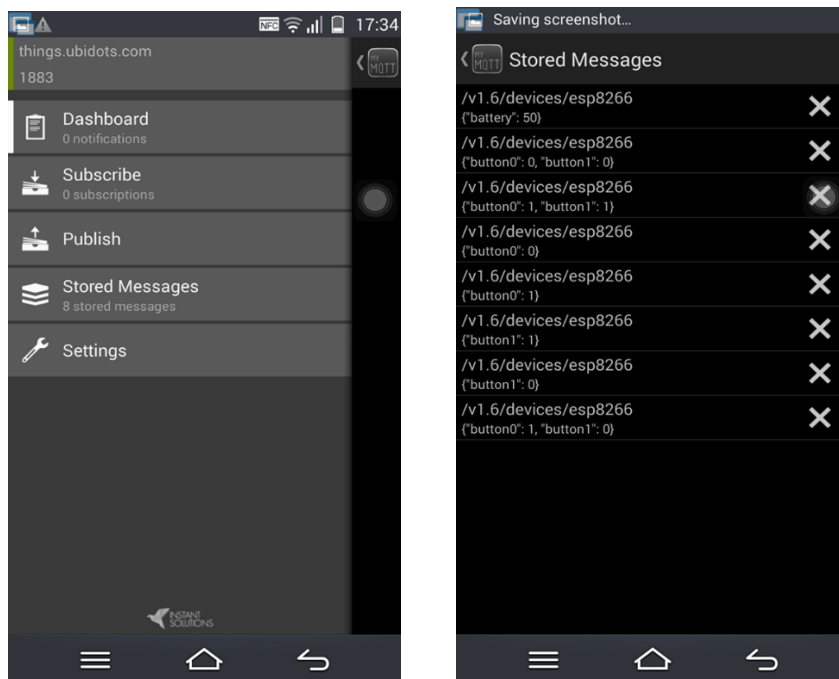 NFC 17:34
things.ubidots.com
1883
MY
MQTT
Dashboard
0 notifications
Subscribe
0 subscriptions
Publish
Stored Messages
8 stored messages
Settings
INSTANT
SOLUTIONS
Saving screenshot...
MY
MQTT
Stored Messages
/v1.6/devices/esp8266
{"battery": 50}
/v1.6/devices/esp8266
{"button0": 0, "button1": 0}
/v1.6/devices/esp8266
{"button0": 1, "button1": 1}
/v1.6/devices/esp8266
{"button0": 0}
/v1.6/devices/esp8266
{"button0": 1}
/v1.6/devices/esp8266
{"button1": 1}
/v1.6/devices/esp8266
{"button1": 0}
/v1.6/devices/esp8266
{"button0": 1, "button1": 0}